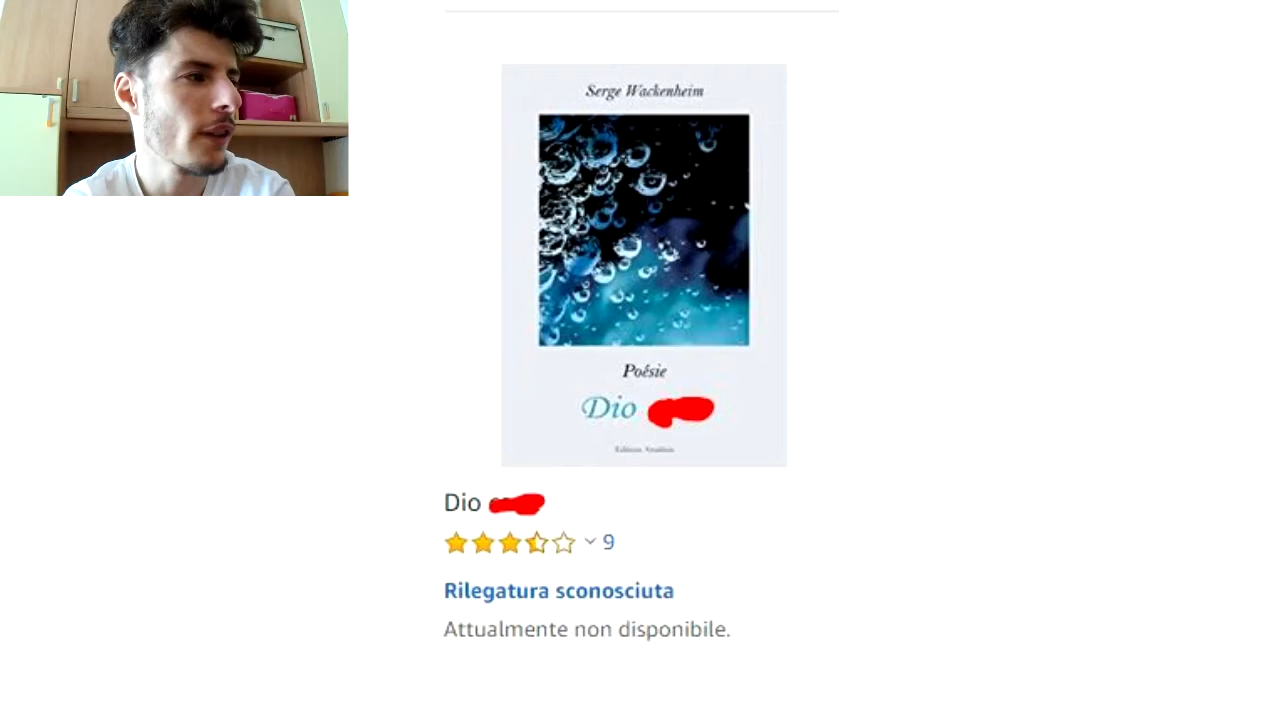 Serge Wackenheim
Poésie
Dio
Dio
9
Rilegatura sconosciuta
Attualmente non disponibile.